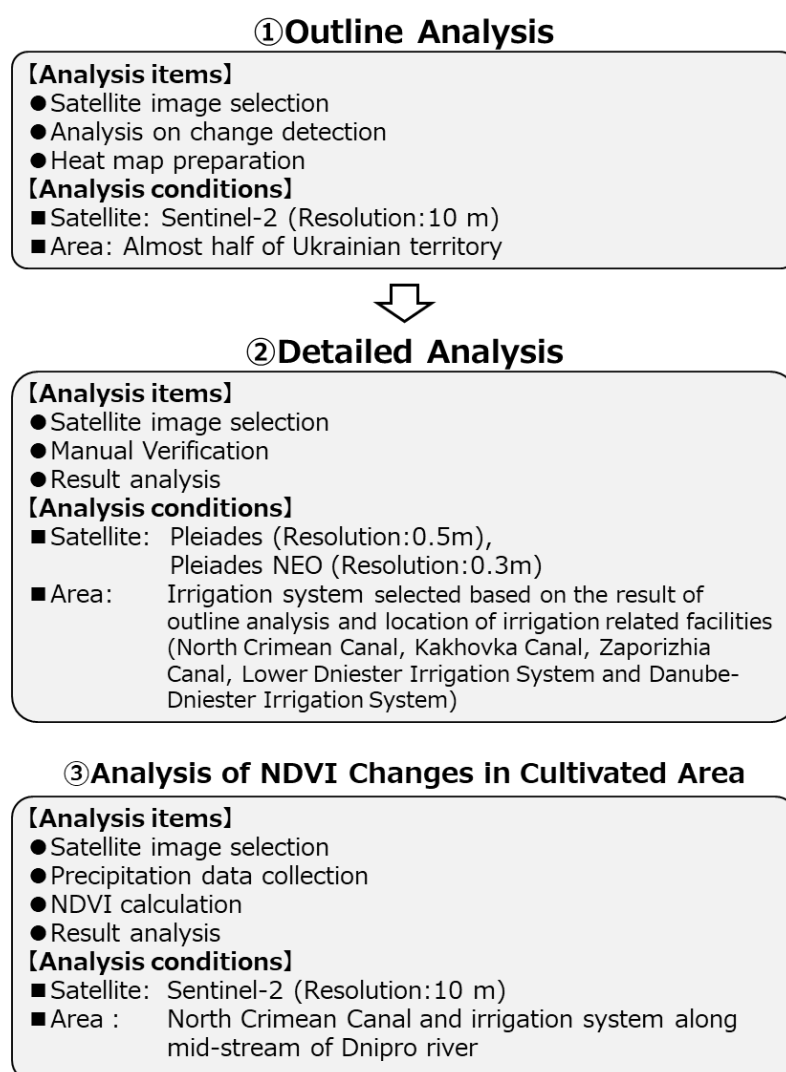 ①Outline Analysis
【Analysis items】
●Satellite image selection
●Analysis on change detection
●Heat map preparation
【Analysis conditions】
■Satellite: Sentinel-2 (Resolution:10 m)
■Area: Almost half of Ukrainian territory
②Detailed Analysis
【Analysis items】
●Satellite image selection
●Manual Verification
●Result analysis
【Analysis conditions】
■Satellite: Pleiades (Resolution:0.5m),
Pleiades NEO (Resolution:0.3m)
■Area: Irrigation system selected based on the result of
outline analysis and location of irrigation related facilities
(North Crimean Canal, Kakhovka Canal, Zaporizhia
Canal, Lower Dniester Irrigation System and Danube-
Dniester Irrigation System)
③Analysis of NDVI Changes in Cultivated Area
【Analysis items】
●Satellite image selection
●Precipitation data collection
●NDVI calculation
●Result analysis
【Analysis conditions】
■Satellite: Sentinel-2 (Resolution:10 m)
■Area : North Crimean Canal and irrigation system along
mid-stream of Dnipro river